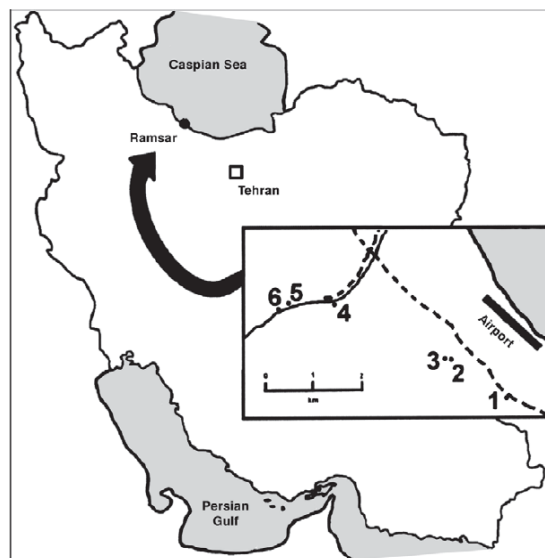 Caspian Sea
Ramsar
Tehran
6 5
4
Airport
3 2
1
0 1 2
km
Persian
Gulf